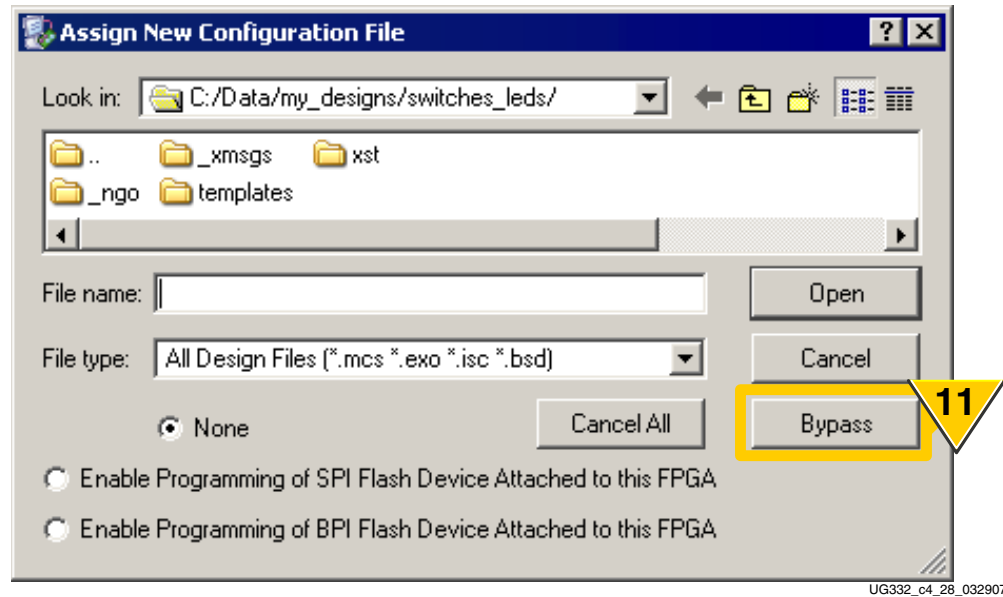 Assign New Configuration File
Look in: C:/Data/my_designs/switches_leds/
.. _xmsgs xst
_ngo templates
File name: Open
File type: All Design Files (*.mcs *.exo *.isc *.bsd) Cancel
11
None Cancel All Bypass
Enable Programming of SPI Flash Device Attached to this FPGA
Enable Programming of BPI Flash Device Attached to this FPGA
UG332_c4_28_032907